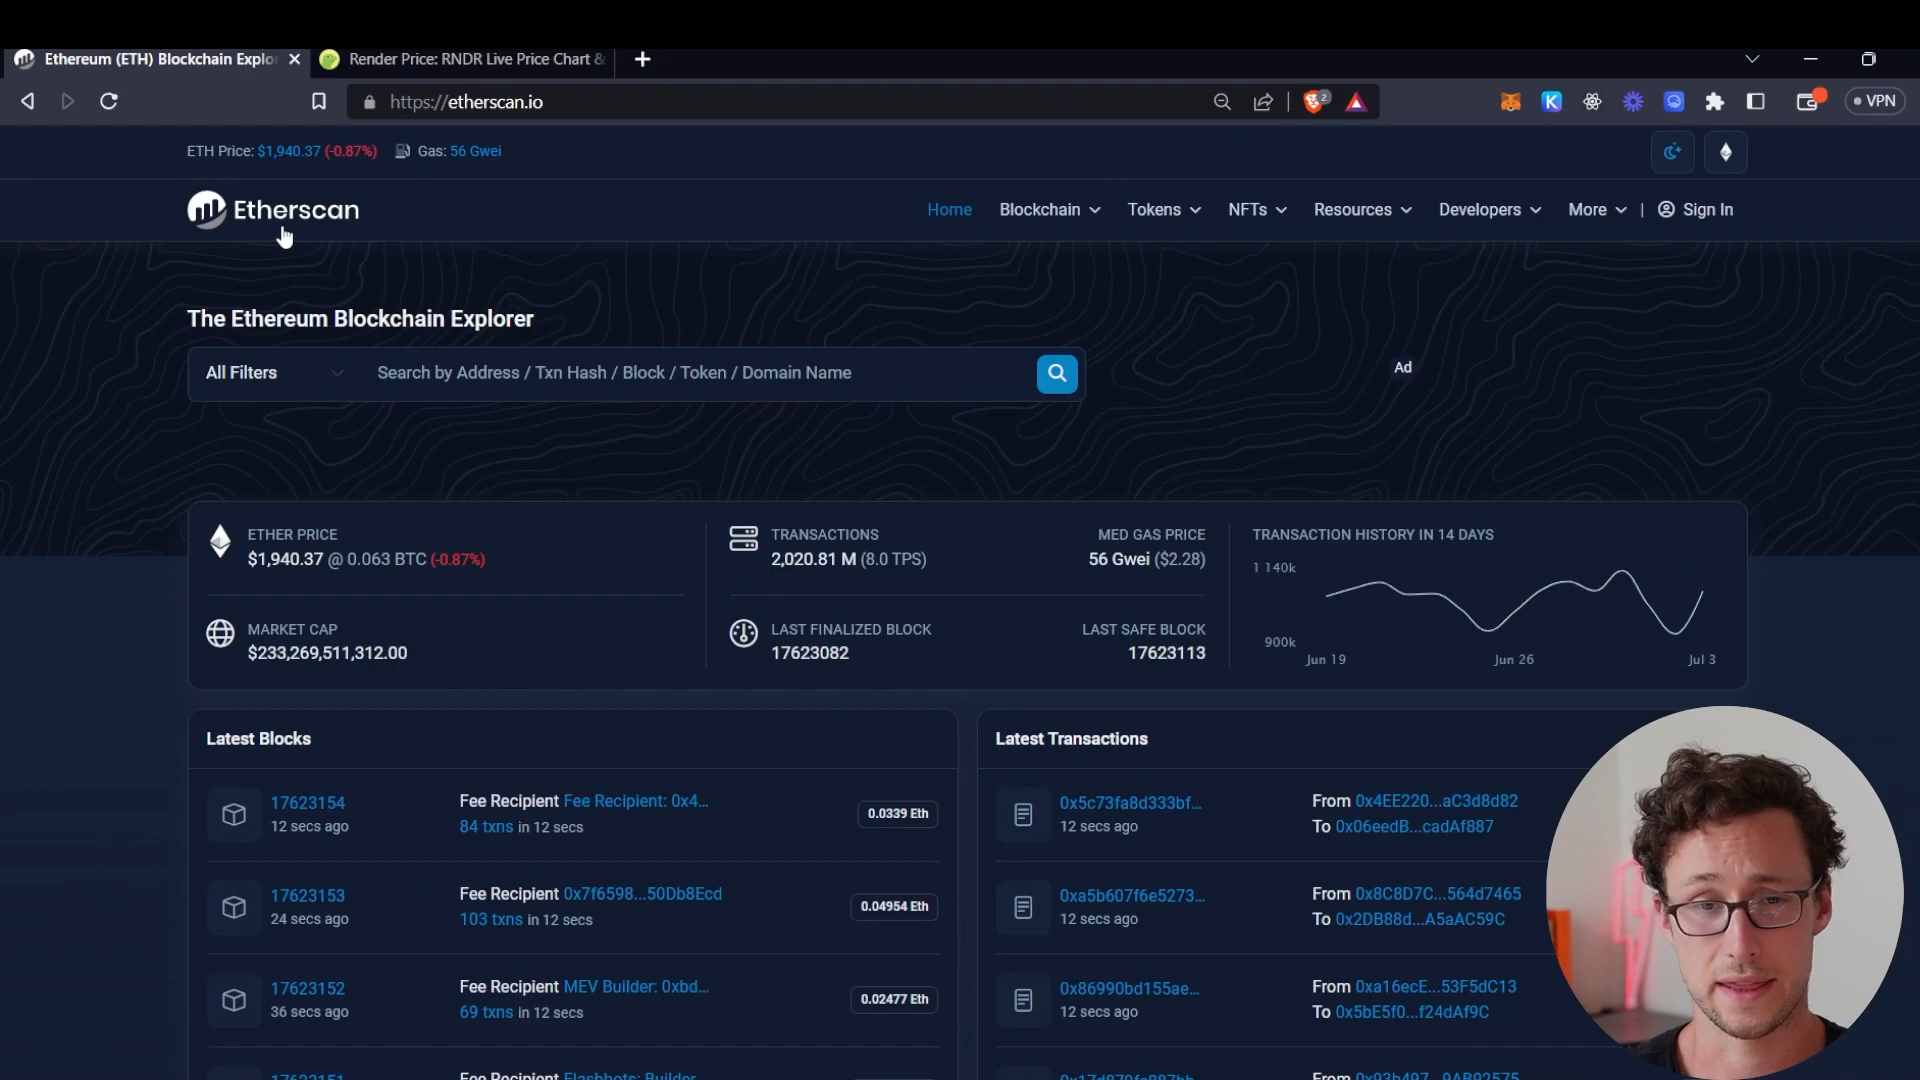 Ethereum (ETH) Blockchain Explo
Render Price: RNDR Live Price Chart &
https://etherscan.io
2
VPN
ETH Price: $1,940.37 (-0.87%) Gas: 56 Gwei
Etherscan
Home Blockchain Tokens NFTs Resources Developers More | Sign In
The Ethereum Blockchain Explorer
All Filters
Search by Address / Txn Hash / Block / Token / Domain Name
Ad
ETHER PRICE
$1,940.37 @ 0.063 BTC (-0.87%)
MARKET CAP
$233,269,511,312.00
TRANSACTIONS
2,020.81 M (8.0 TPS)
MED GAS PRICE
56 Gwei ($2.28)
LAST FINALIZED BLOCK
17623082
LAST SAFE BLOCK
17623113
TRANSACTION HISTORY IN 14 DAYS
1 140k
900k
Jun 19
Jun 26
Jul 3
Latest Blocks
17623154
12 secs ago
Fee Recipient Fee Recipient: 0x4...
84 txns in 12 secs
0.0339 Eth
17623153
24 secs ago
Fee Recipient 0x7f6598...50Db8Ecd
103 txns in 12 secs
0.04954 Eth
17623152
36 secs ago
Fee Recipient MEV Builder: 0xbd...
69 txns in 12 secs
0.02477 Eth
17623151
Fee Recipient Flashbots: Builder
Latest Transactions
0x5c73fa8d333bf...
12 secs ago
From 0x4EE220...aC3d8d82
To 0x06eedB...cadAf887
0xa5b607f6e5273...
12 secs ago
From 0x8C8D7C...564d7465
To 0x2DB88d...A5aAC59C
0x86990bd155ae...
12 secs ago
From 0xa16ecE...53F5dC13
To 0x5bE5f0...f24dAf9C
From